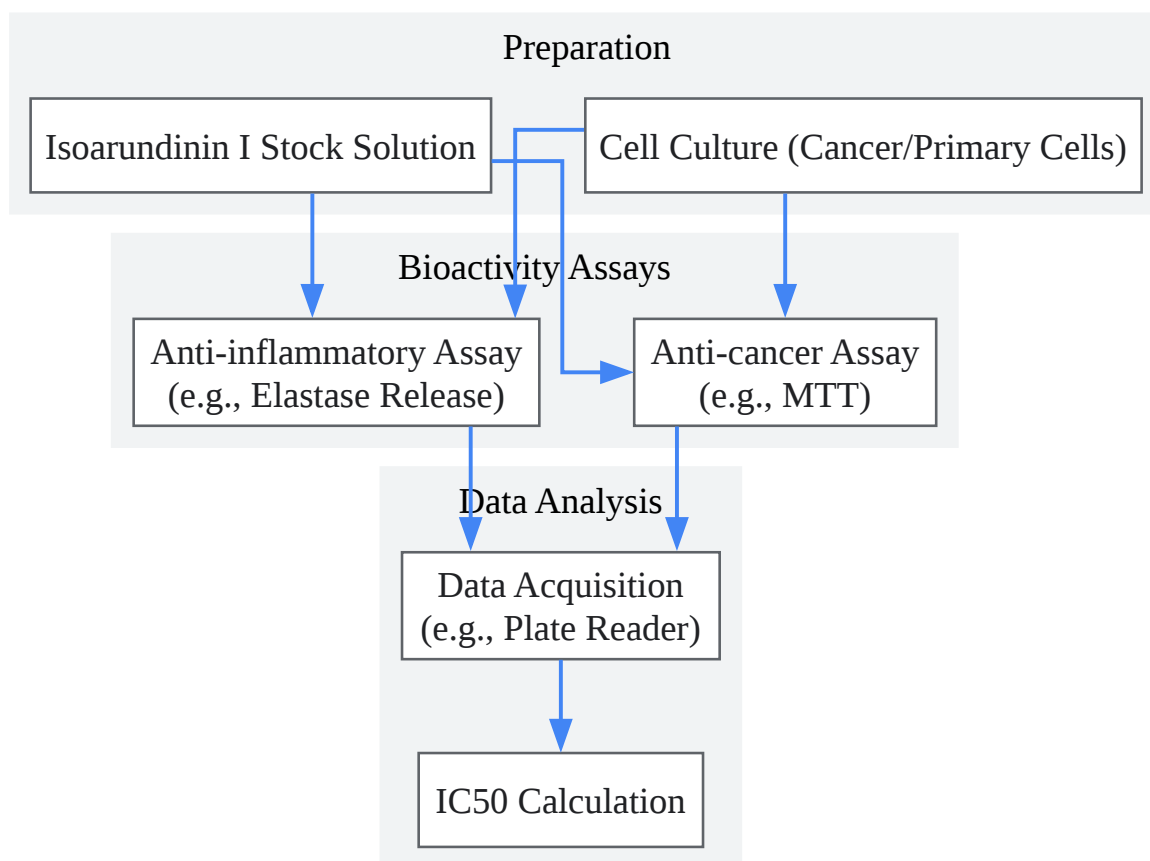 Preparation
Isoarundinin I Stock Solution
Cell Culture (Cancer/Primary Cells)
Bioactivity Assays
Anti-inflammatory Assay
(e.g., Elastase Release)
Anti-cancer Assay
(e.g., MTT)
Data Analysis
Data Acquisition
(e.g., Plate Reader)
IC50 Calculation